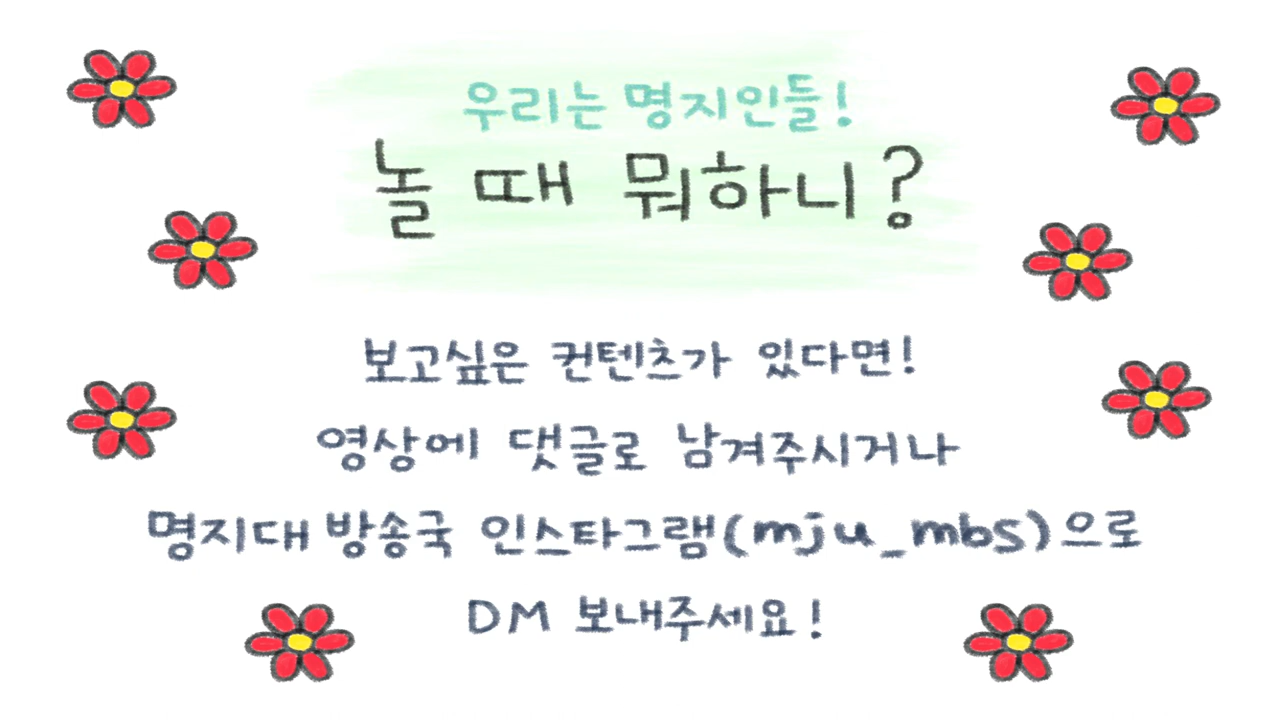 우리는 명지인들!
놀 때 뭐하니?
보고싶은 컨텐츠가 있다면!
영상에 댓글로 남겨주시거나
명지대 방송국 인스타그램(mju_mbs)으로
DM 보내주세요!